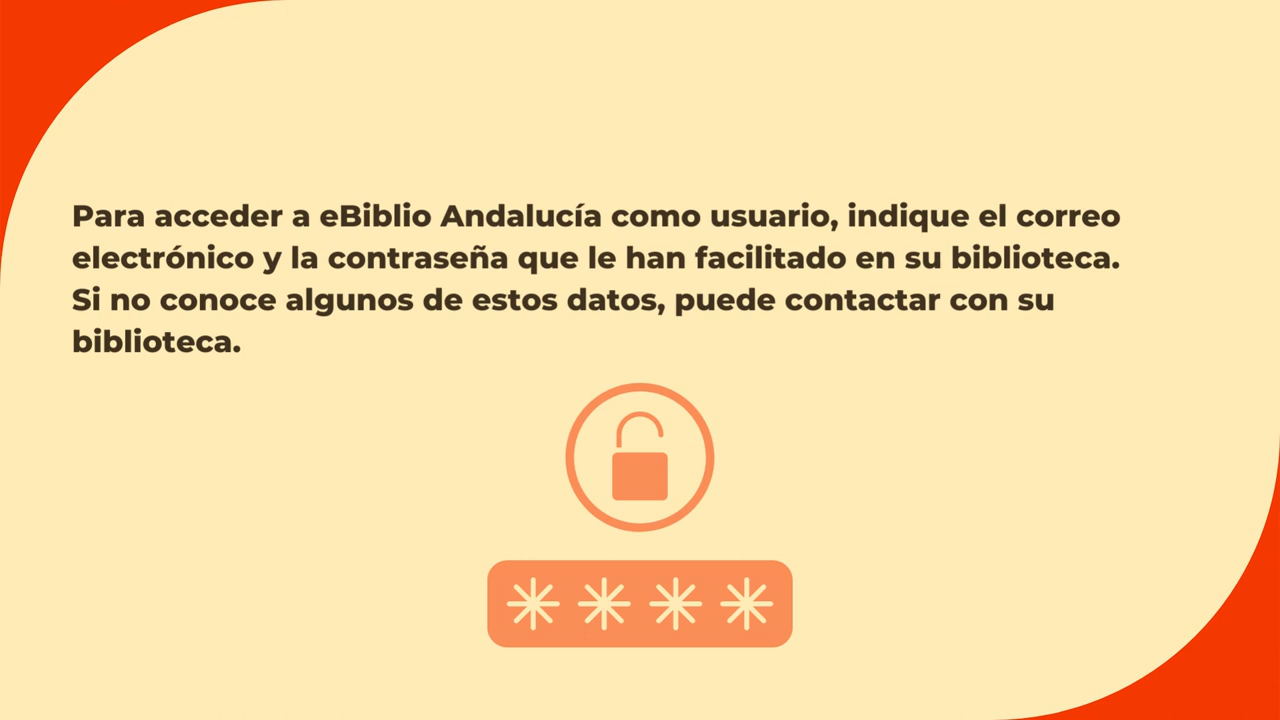 Para acceder a eBiblio Andalucía como usuario, indique el correo
electrónico y la contraseña que le han facilitado en su biblioteca.
Si no conoce algunos de estos datos, puede contactar con su
biblioteca.